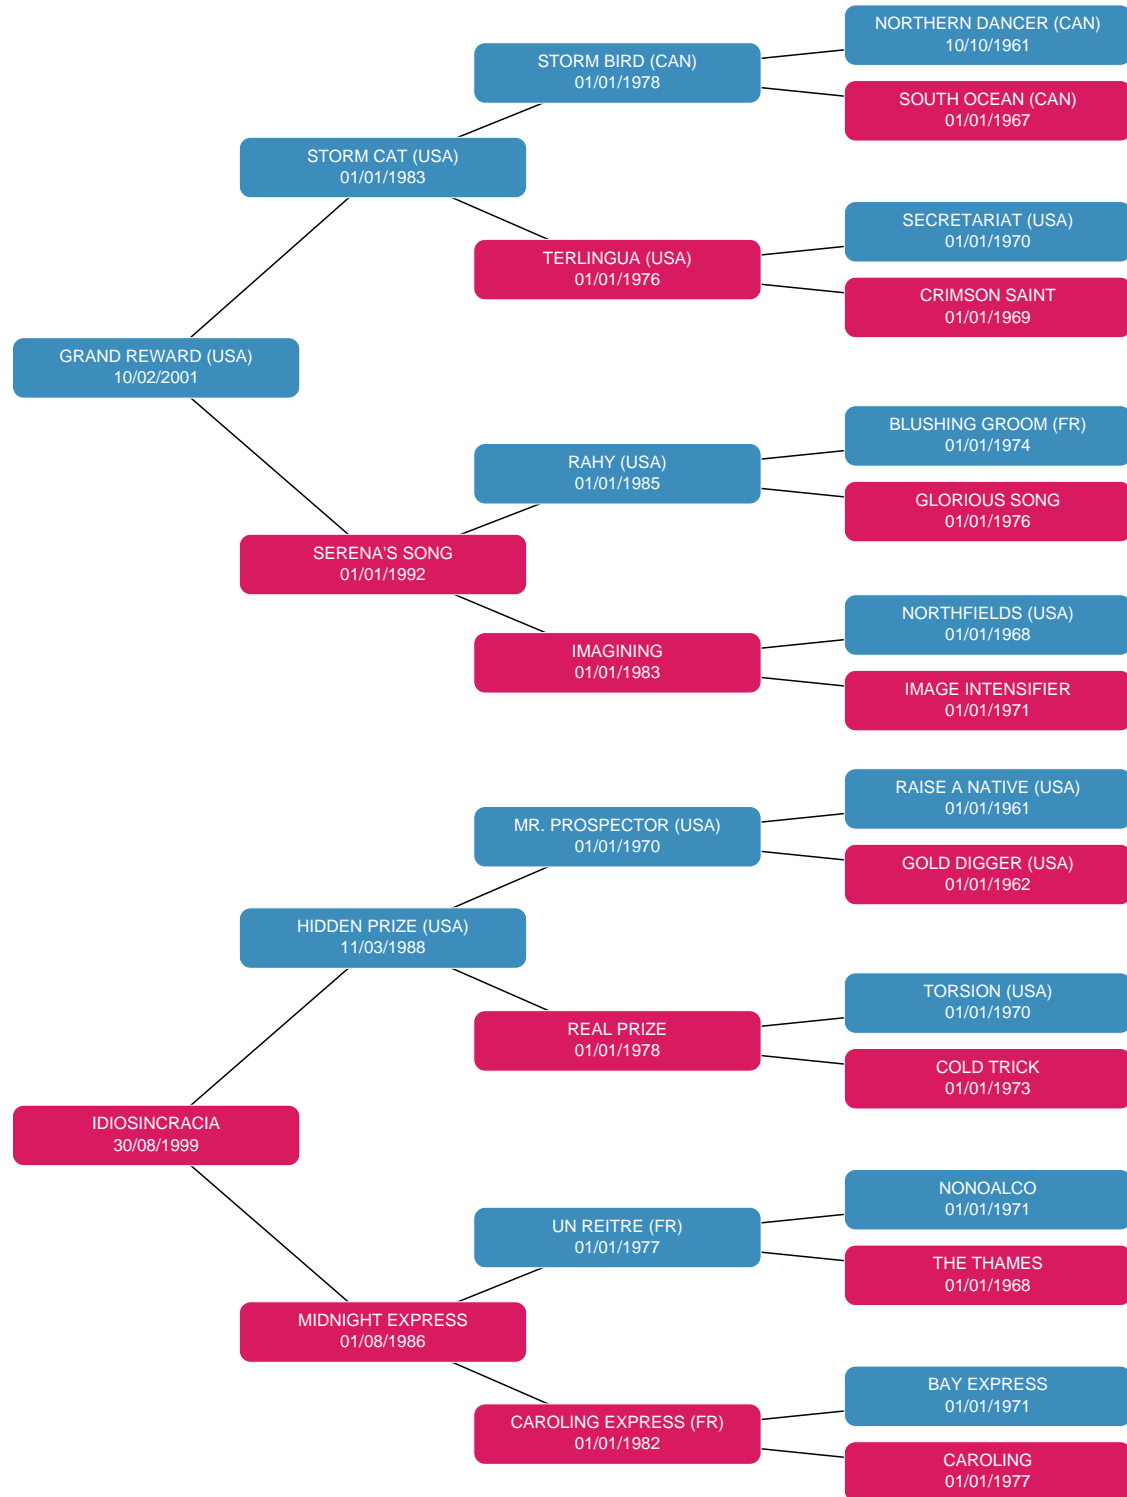 NORTHERN DANCER (CAN)
10/10/1961
STORM BIRD (CAN)
01/01/1978
SOUTH OCEAN (CAN)
01/01/1967
STORM CAT (USA)
01/01/1983
SECRETARIAT (USA)
01/01/1970
TERLINGUA (USA)
01/01/1976
CRIMSON SAINT
01/01/1969
GRAND REWARD (USA)
10/02/2001
BLUSHING GROOM (FR)
01/01/1974
RAHY (USA)
01/01/1985
GLORIOUS SONG
01/01/1976
SERENA'S SONG
01/01/1992
NORTHFIELDS (USA)
01/01/1968
IMAGINING
01/01/1983
IMAGE INTENSIFIER
01/01/1971
RAISE A NATIVE (USA)
01/01/1961
MR. PROSPECTOR (USA)
01/01/1970
GOLD DIGGER (USA)
01/01/1962
HIDDEN PRIZE (USA)
11/03/1988
TORSION (USA)
01/01/1970
REAL PRIZE
01/01/1978
COLD TRICK
01/01/1973
IDIOSINCRACIA
30/08/1999
NONOALCO
01/01/1971
UN REITRE (FR)
01/01/1977
THE THAMES
01/01/1968
MIDNIGHT EXPRESS
01/08/1986
BAY EXPRESS
01/01/1971
CAROLING EXPRESS (FR)
01/01/1982
CAROLING
01/01/1977